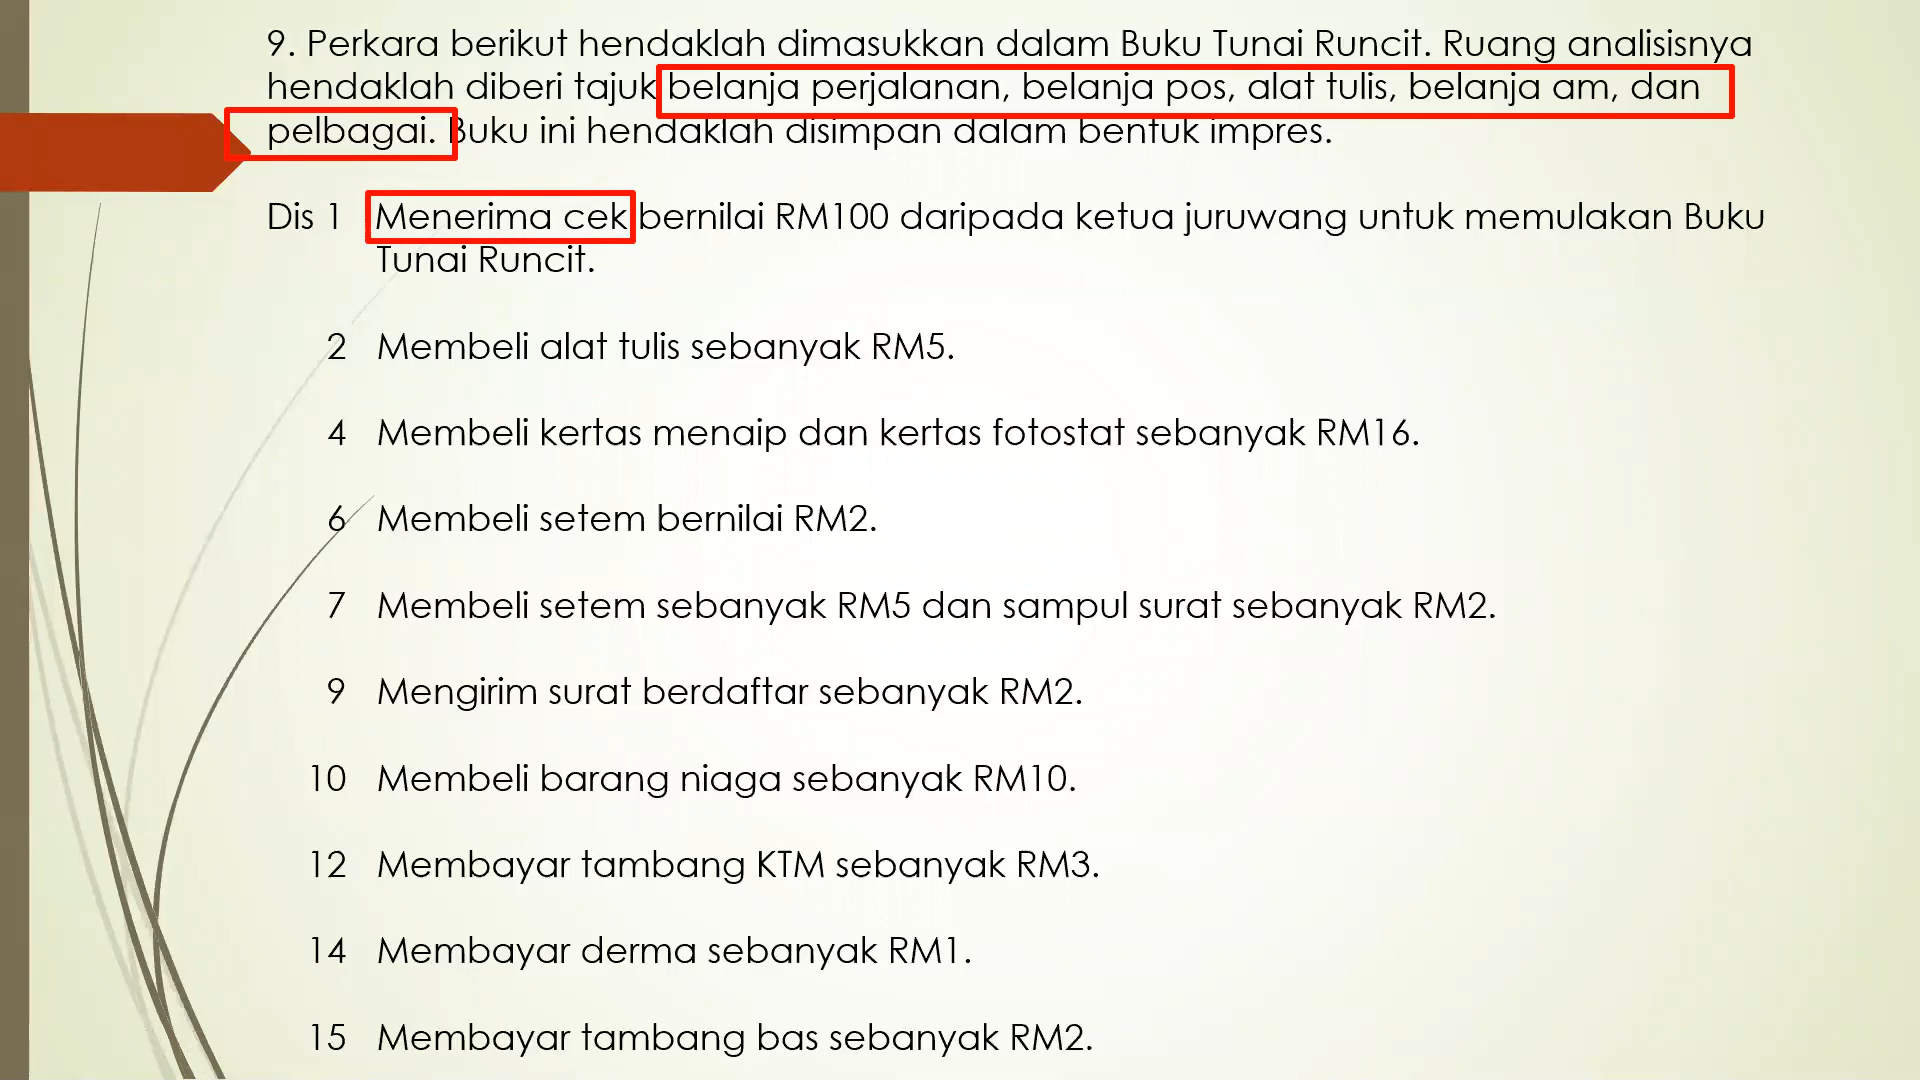 9. Perkara berikut hendaklah dimasukkan dalam Buku Tunai Runcit. Ruang analisisnya
hendaklah diberi tajuk belanja perjalanan, belanja pos, alat tulis, belanja am, dan
pelbagai. Buku ini hendaklah disimpan dalam bentuk impres.
Dis 1 Menerima cek bernilai RM100 daripada ketua juruwang untuk memulakan Buku
Tunai Runcit.
2 Membeli alat tulis sebanyak RM5.
4 Membeli kertas menaip dan kertas fotostat sebanyak RM16.
6 Membeli setem bernilai RM2.
7 Membeli setem sebanyak RM5 dan sampul surat sebanyak RM2.
9 Mengirim surat berdaftar sebanyak RM2.
10 Membeli barang niaga sebanyak RM10.
12 Membayar tambang KTM sebanyak RM3.
14 Membayar derma sebanyak RM1.
15 Membayar tambang bas sebanyak RM2.